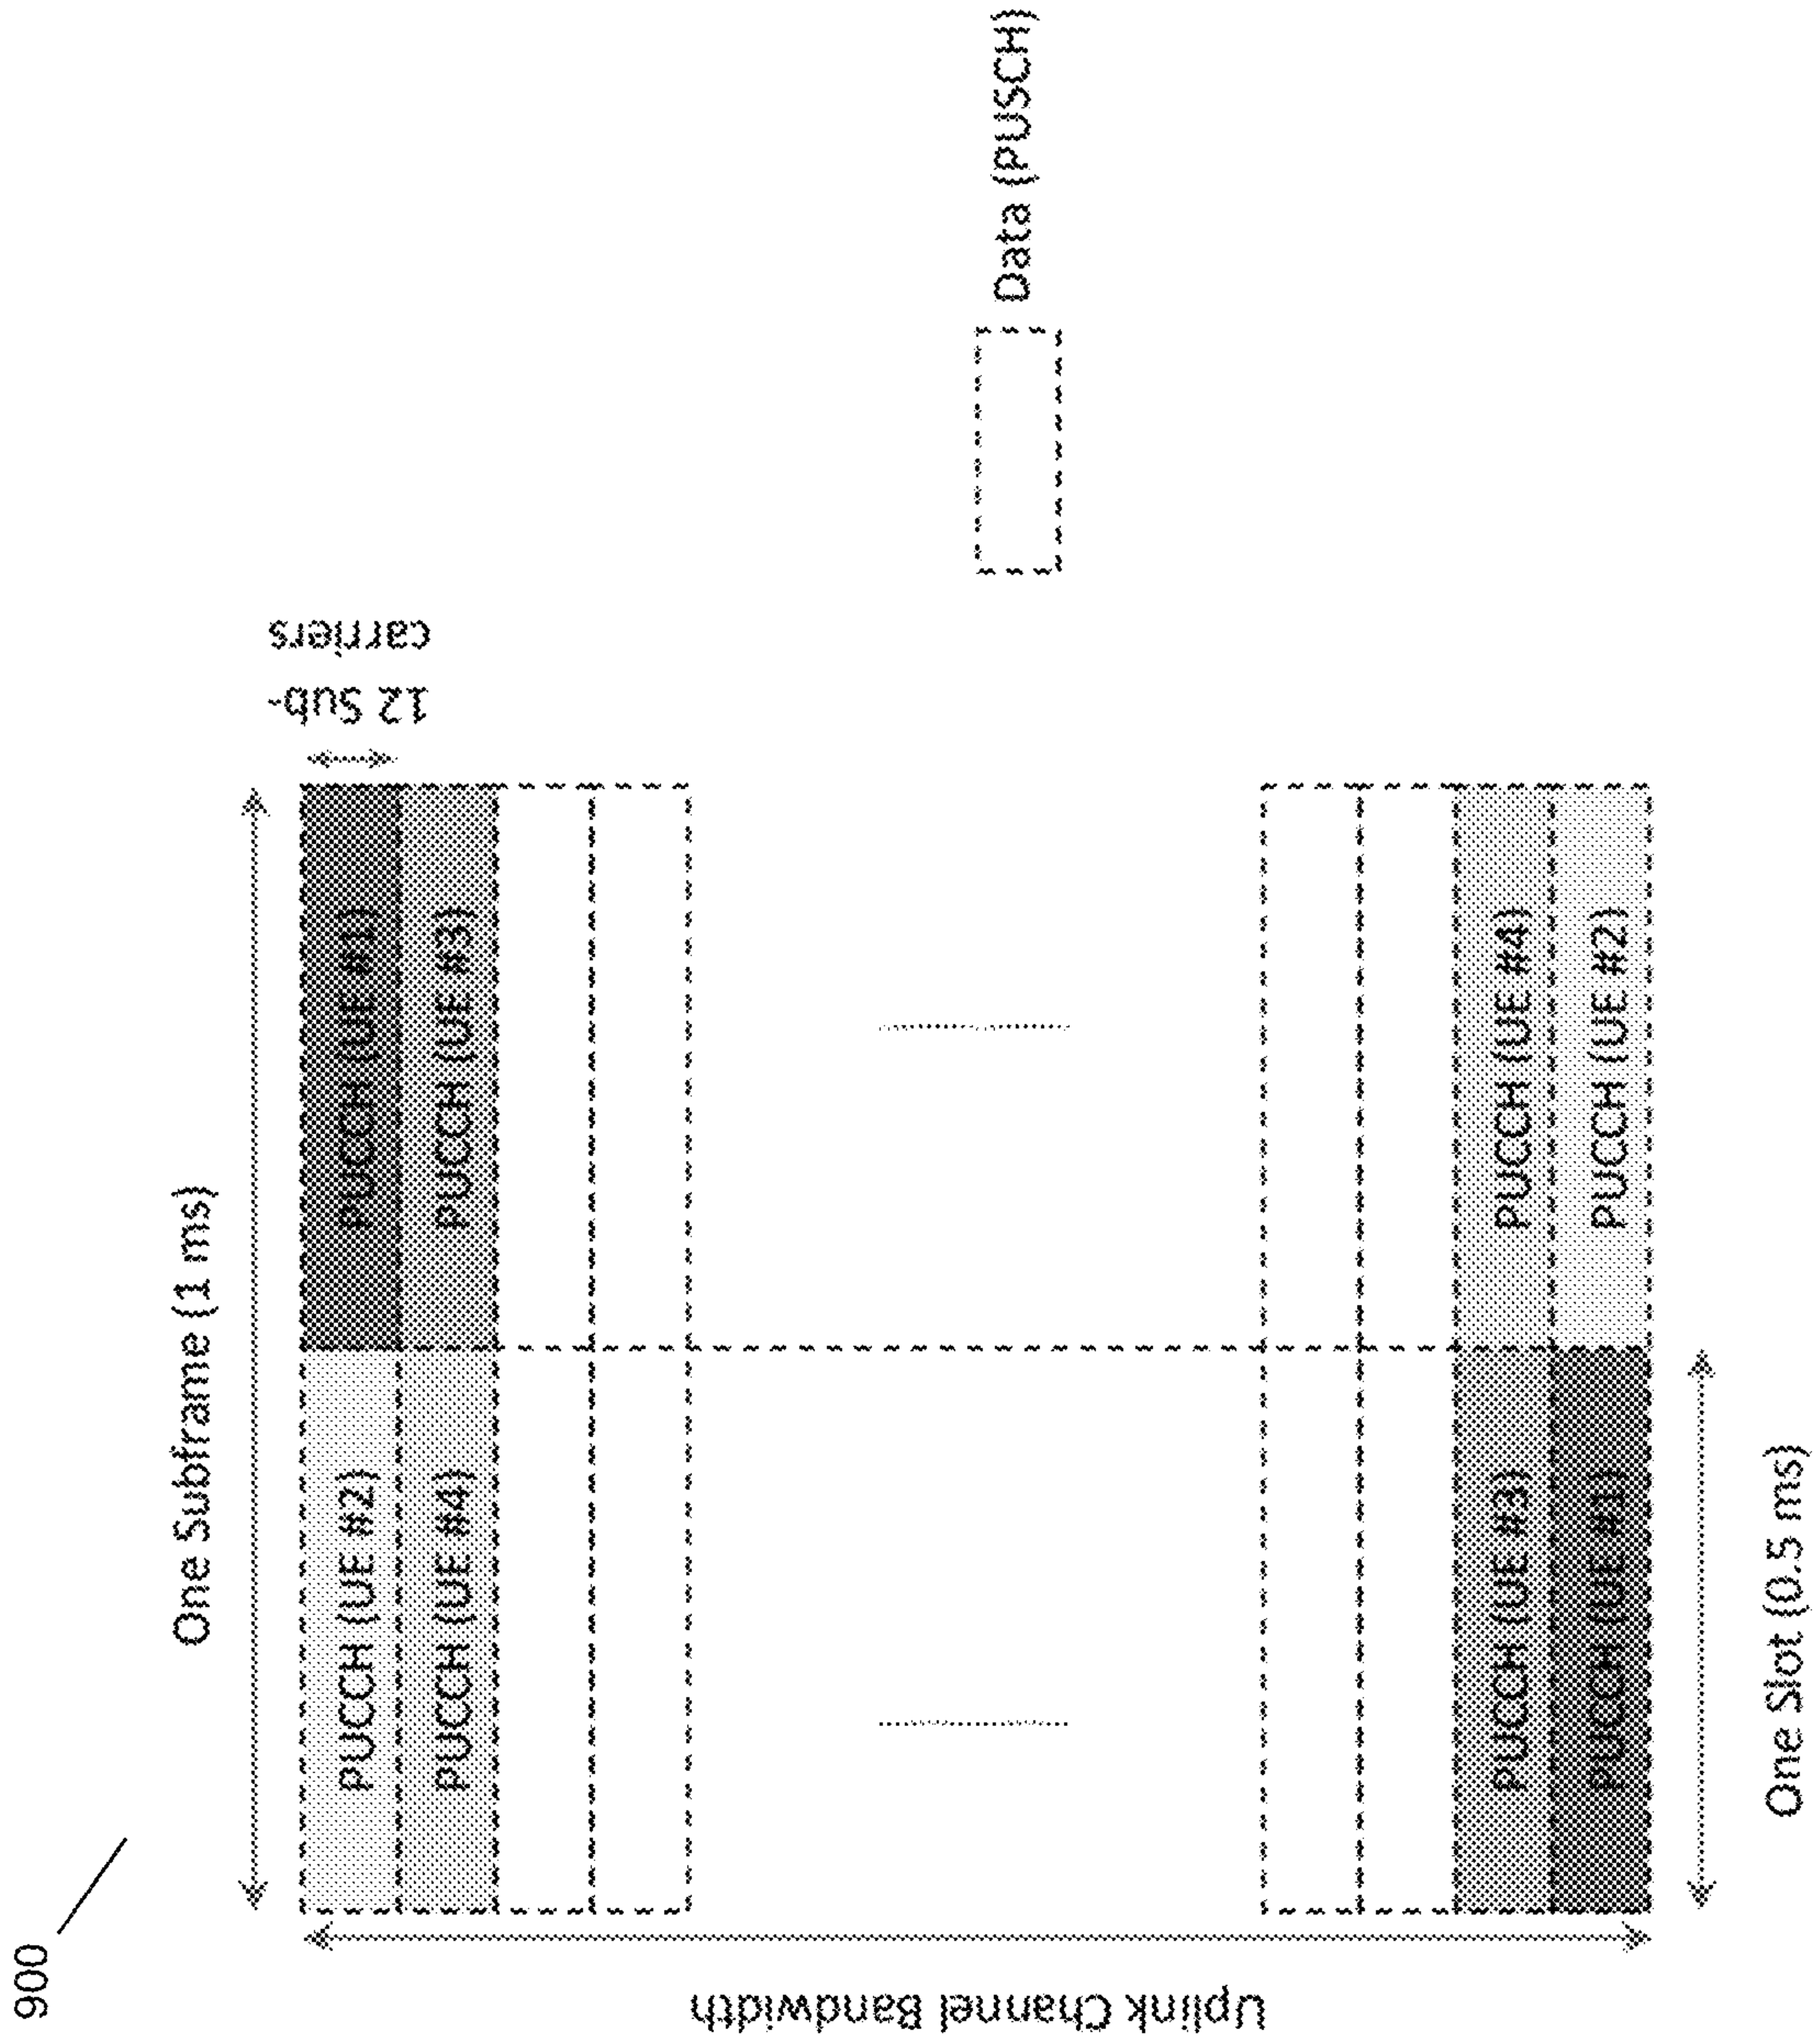 900
One Subframe (1 ms)
12 Sub-
carriers
PUCCH (UE #2)
PUCCH (UE #1)
PUCCH (UE #4)
PUCCH (UE #3)
Uplink Channel Bandwidth
Data (PUSCH)
PUCCH (UE #3)
PUCCH (UE #4)
PUCCH (UE #1)
PUCCH (UE #2)
One Slot (0.5 ms)